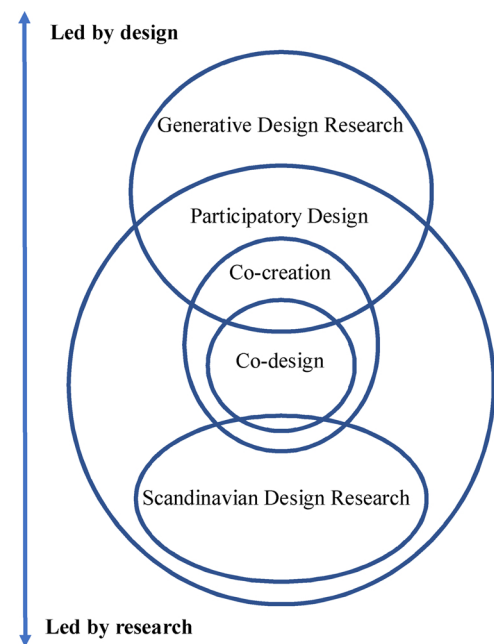 Led by design
Generative Design Research
Participatory Design
Co-creation
Co-design
Scandinavian Design Research
Led by research